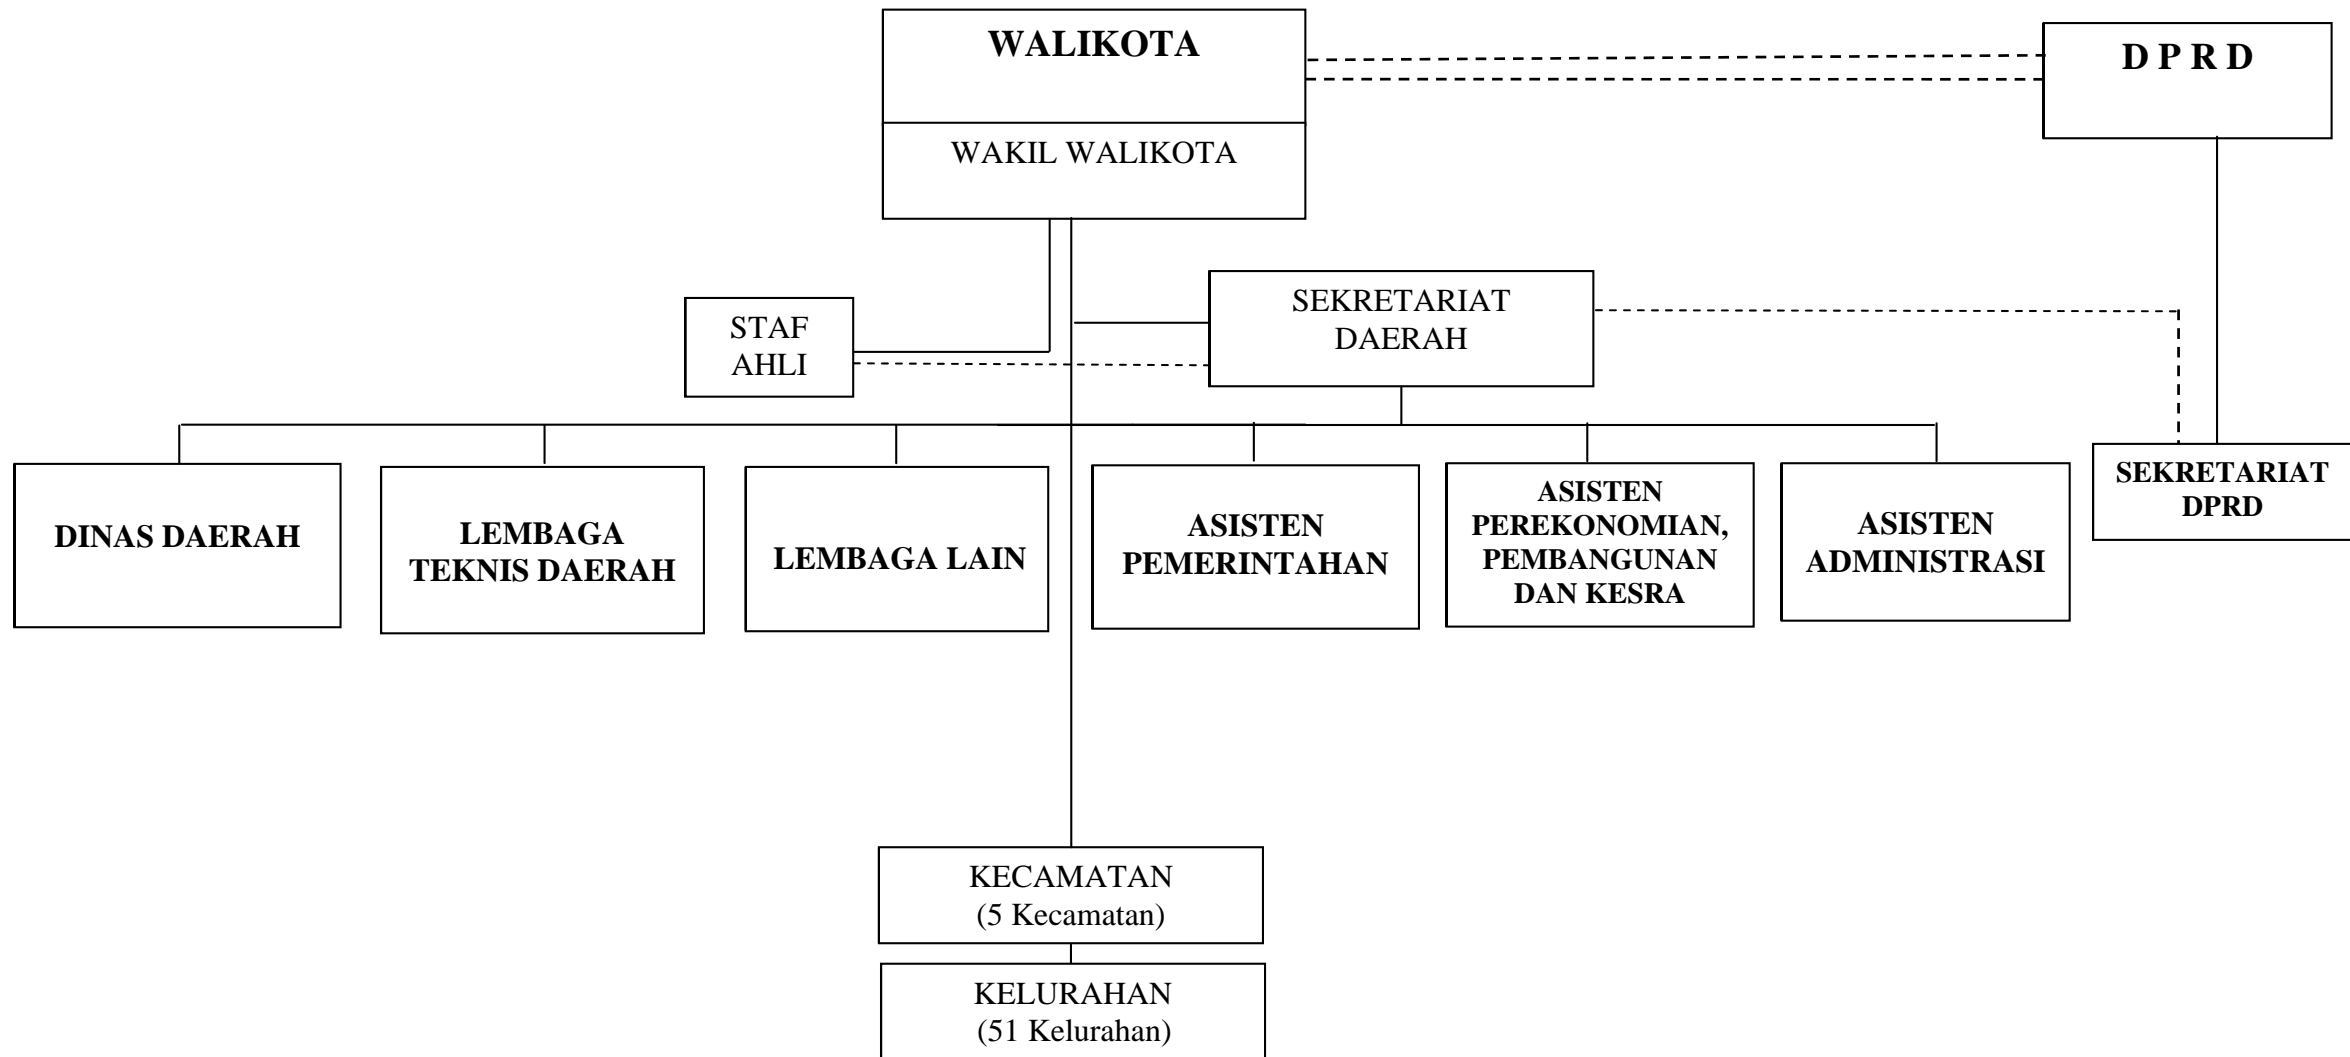 WALIKOTA
WAKIL WALIKOTA
D P R D
STAF
AHLI
SEKRETARIAT
DAERAH
DINAS DAERAH
LEMBAGA
TEKNIS DAERAH
LEMBAGA LAIN
ASISTEN
PEMERINTAHAN
ASISTEN
PEREKONOMIAN,
PEMBANGUNAN
DAN KESRA
ASISTEN
ADMINISTRASI
SEKRETARIAT
DPRD
KECAMATAN
(5 Kecamatan)
KELURAHAN
(51 Kelurahan)